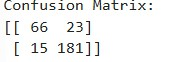 Confusion Matrix:
[[ 66  23]
 [ 15 181]]